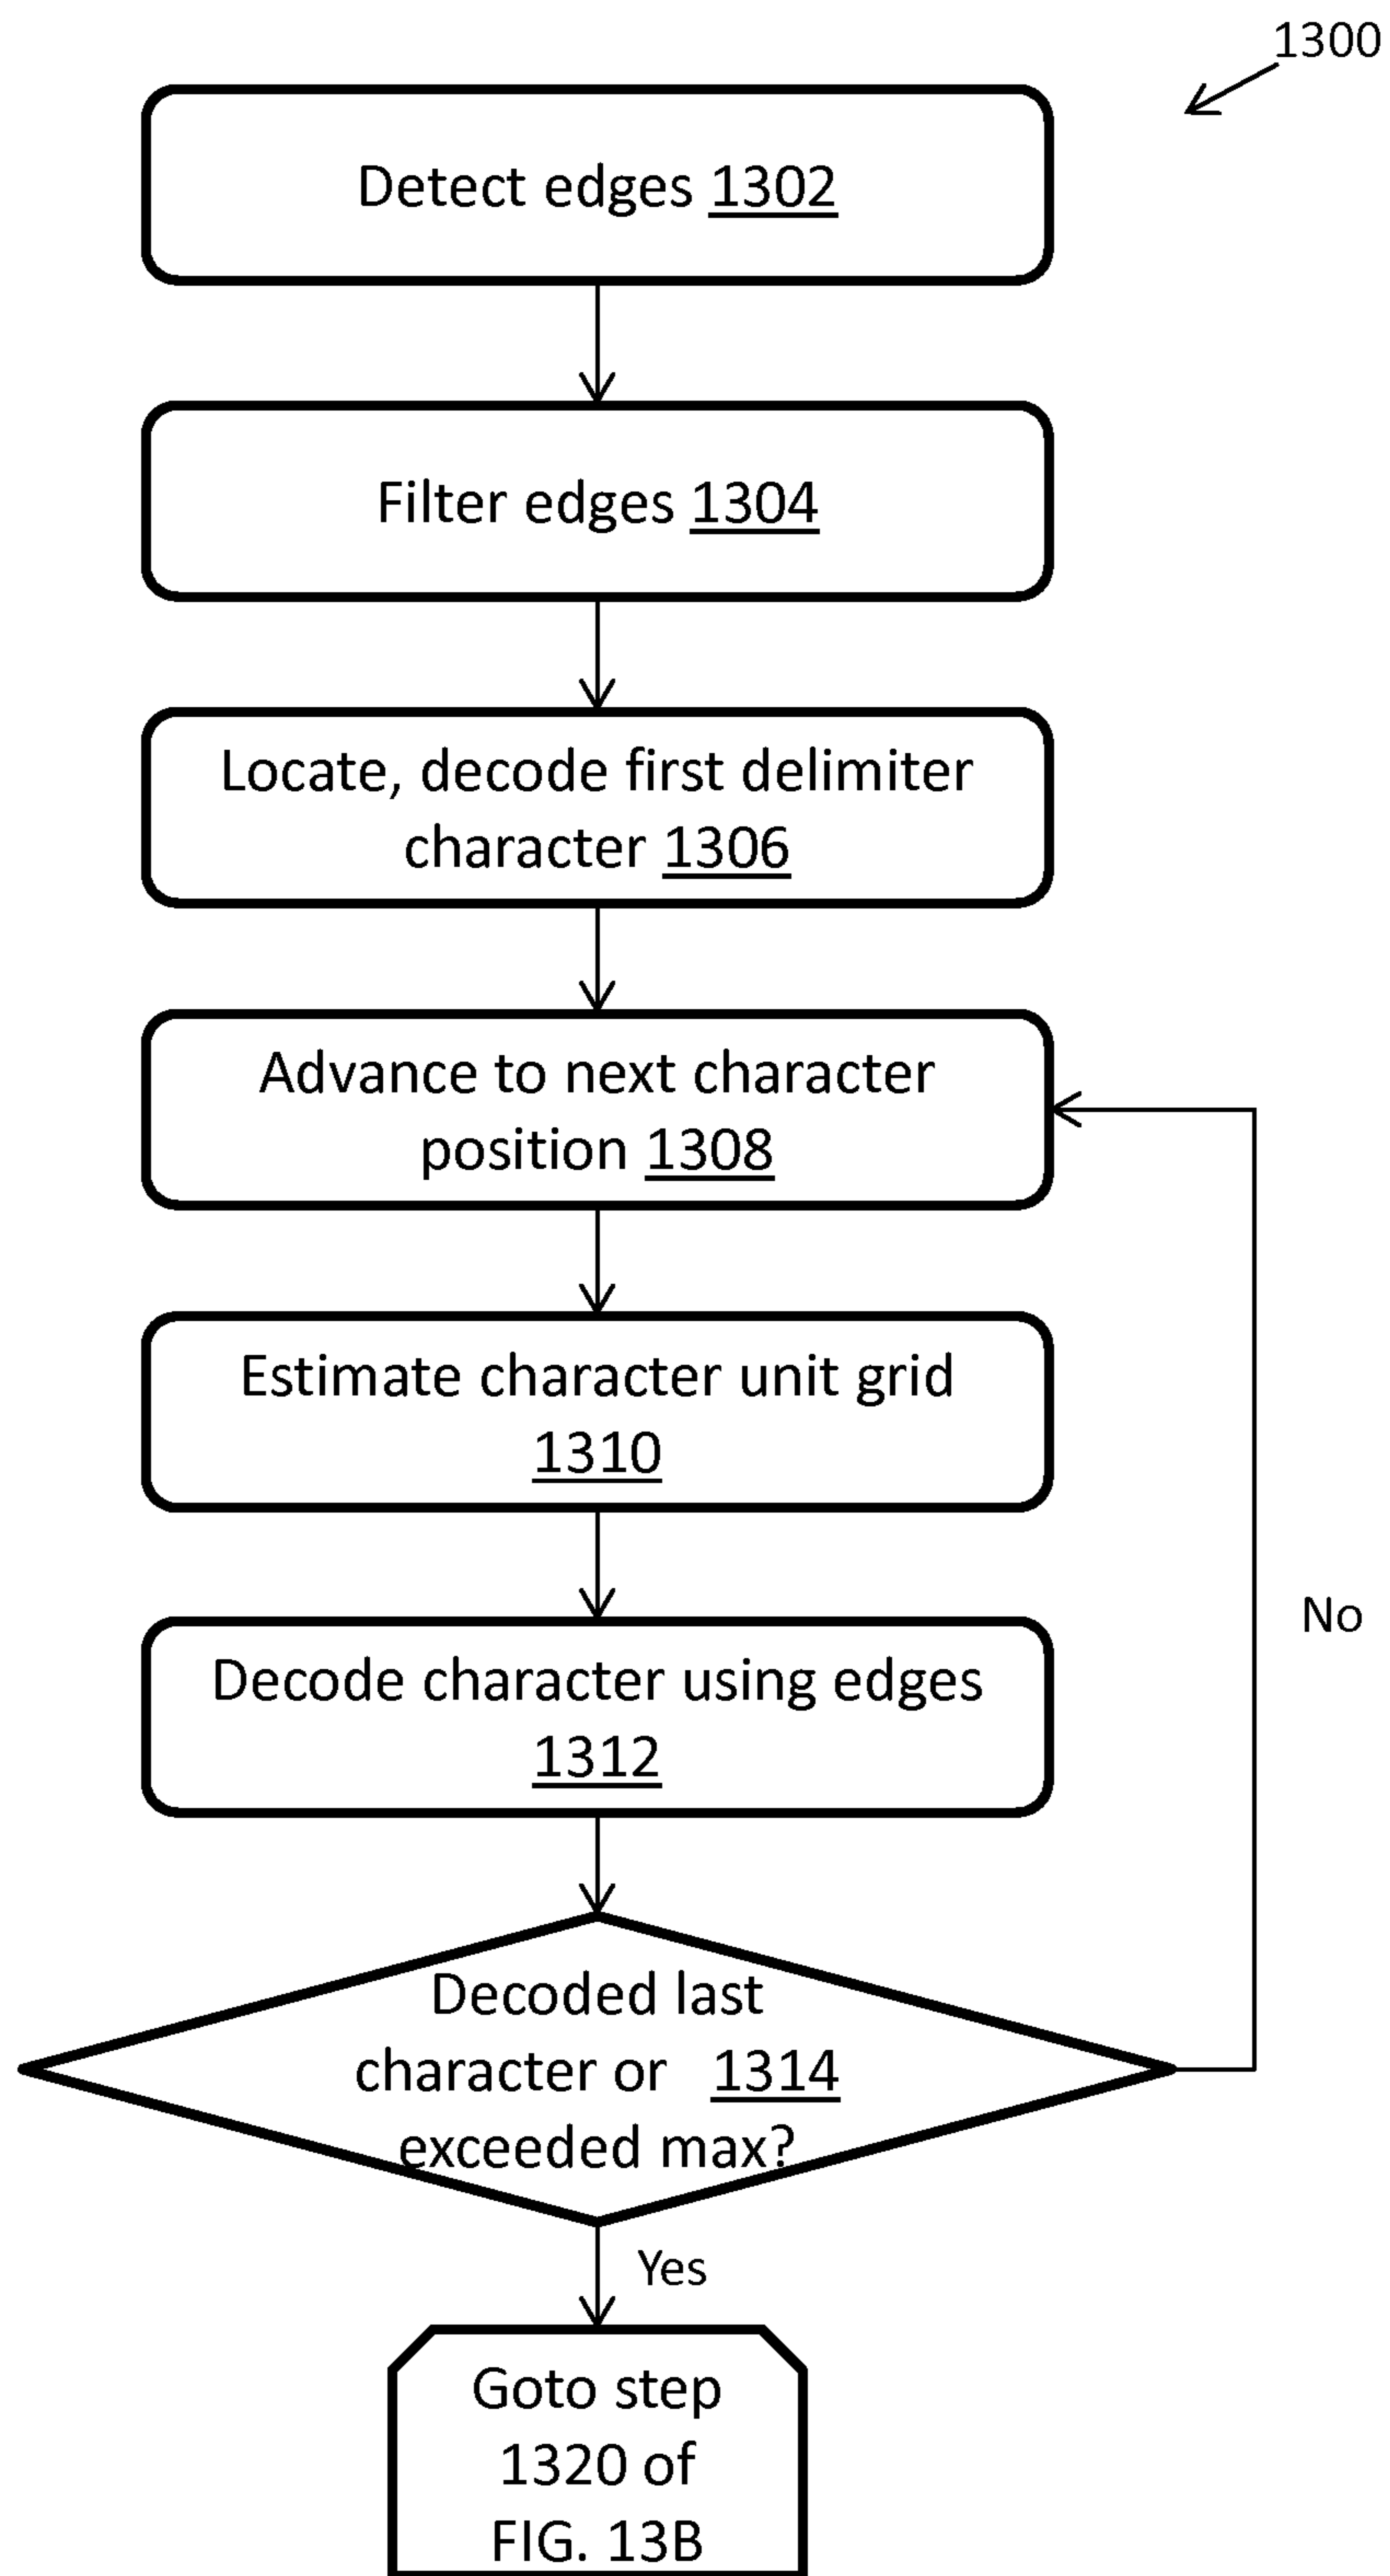 1300
Detect edges 1302
Filter edges 1304
Locate, decode first delimiter
character 1306
Advance to next character
position 1308
Estimate character unit grid
1310
Decode character using edges
1312
No
Decoded last
character or 1314
exceeded max?
Yes
Goto step
1320 of
FIG. 13B